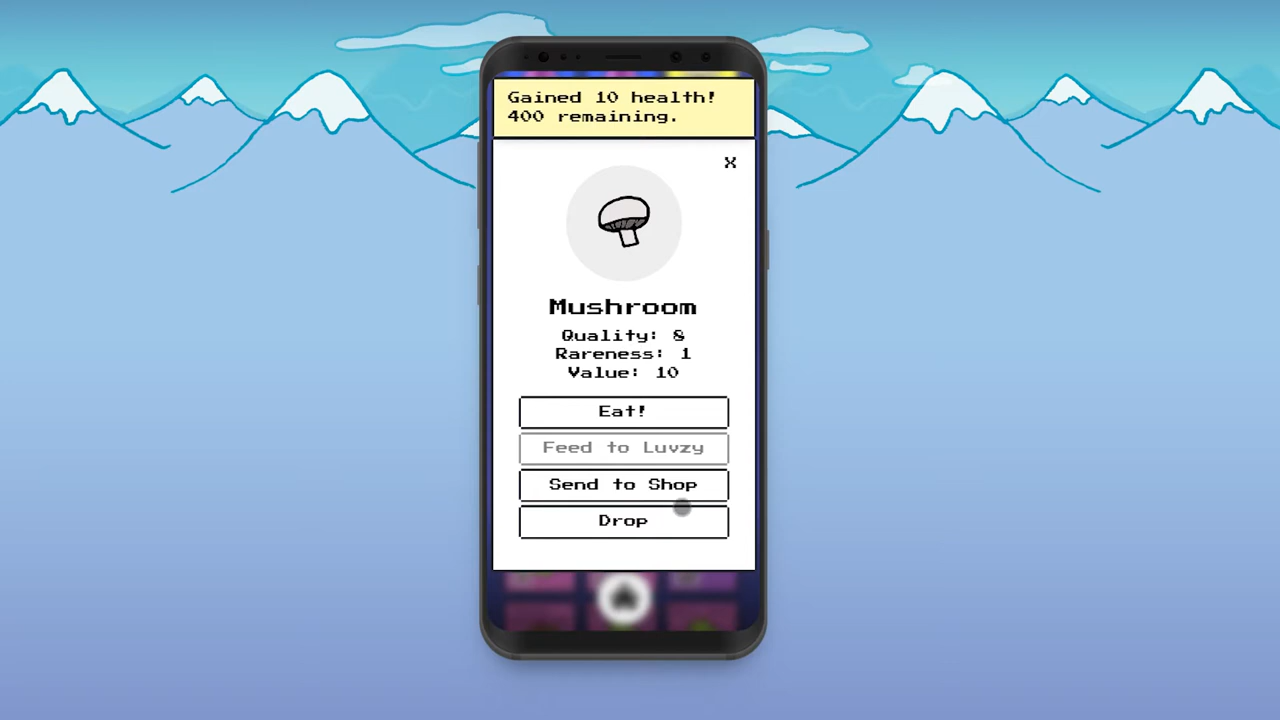 Gained 10 health!
400 remaining.
X
Mushroom
Quality: 8
Rareness: 1
Value: 10
Eat!
Feed to Luvzy
Send to Shop
Drop